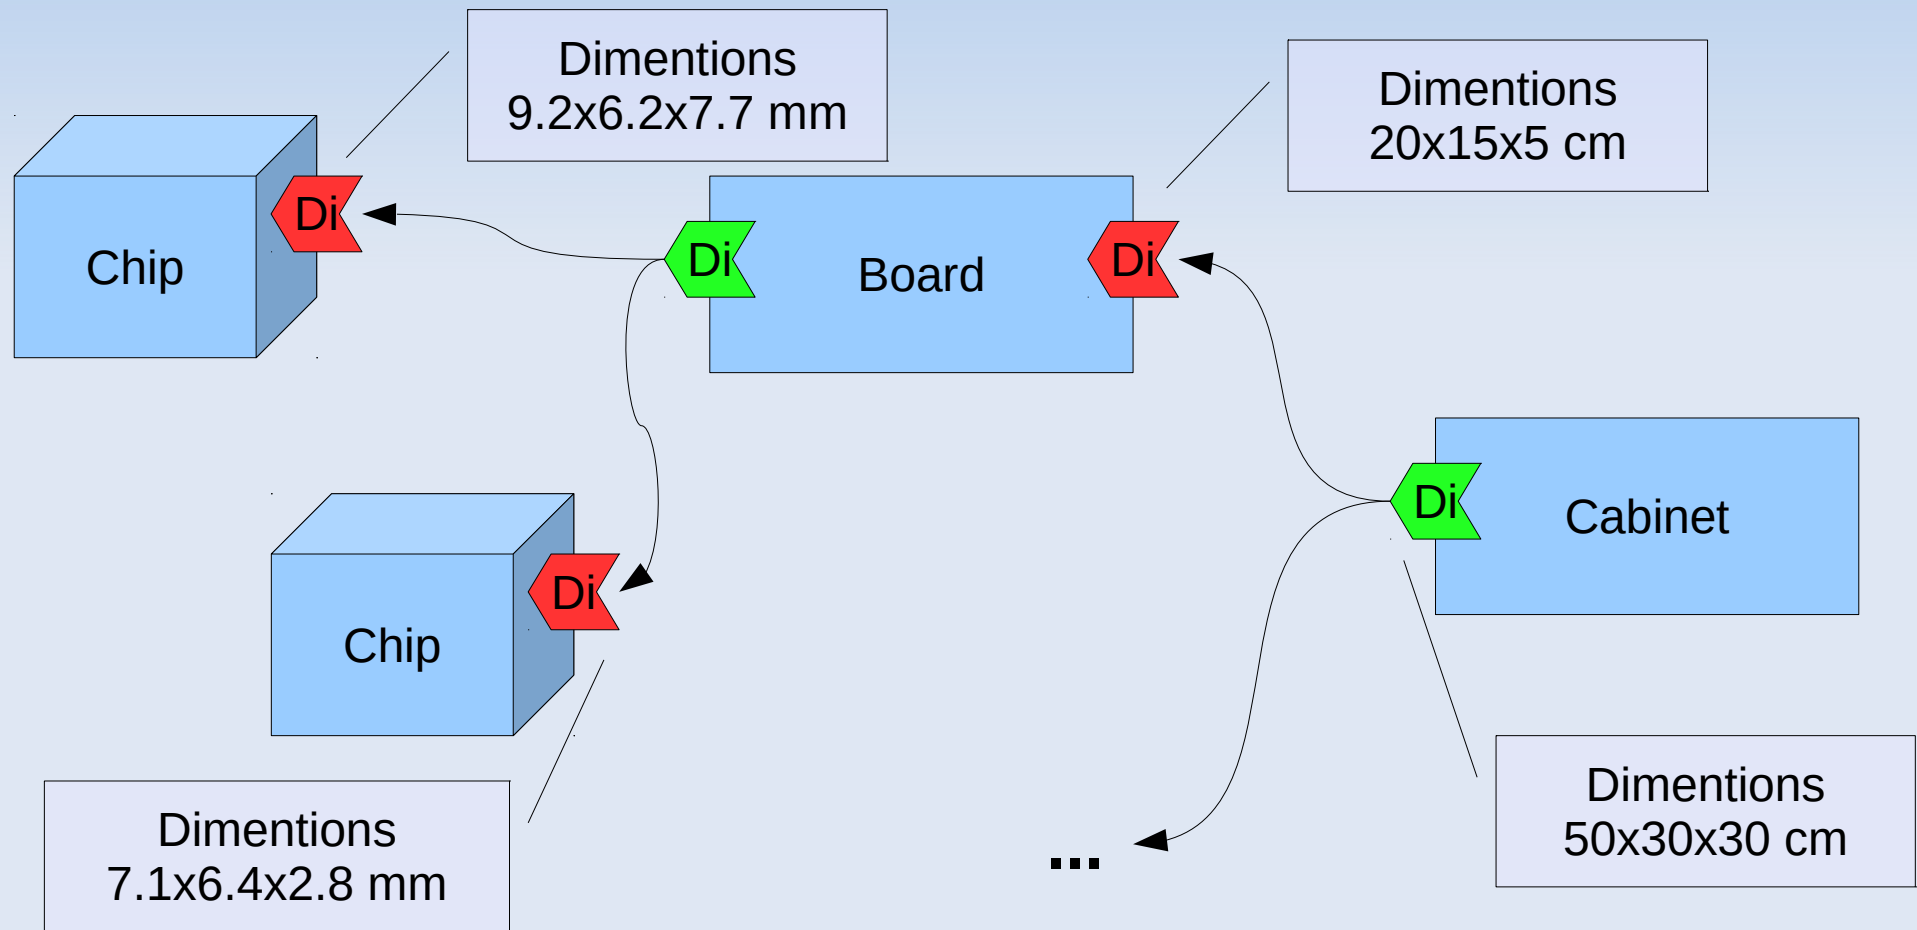 Dimentions
9.2x6.2x7.7 mm
Dimentions
20x15x5 cm
Di
Chip
Di
Board
Di
Di
Cabinet
Di
Chip
Dimentions
50x30x30 cm
Dimentions
7.1x6.4x2.8 mm
...